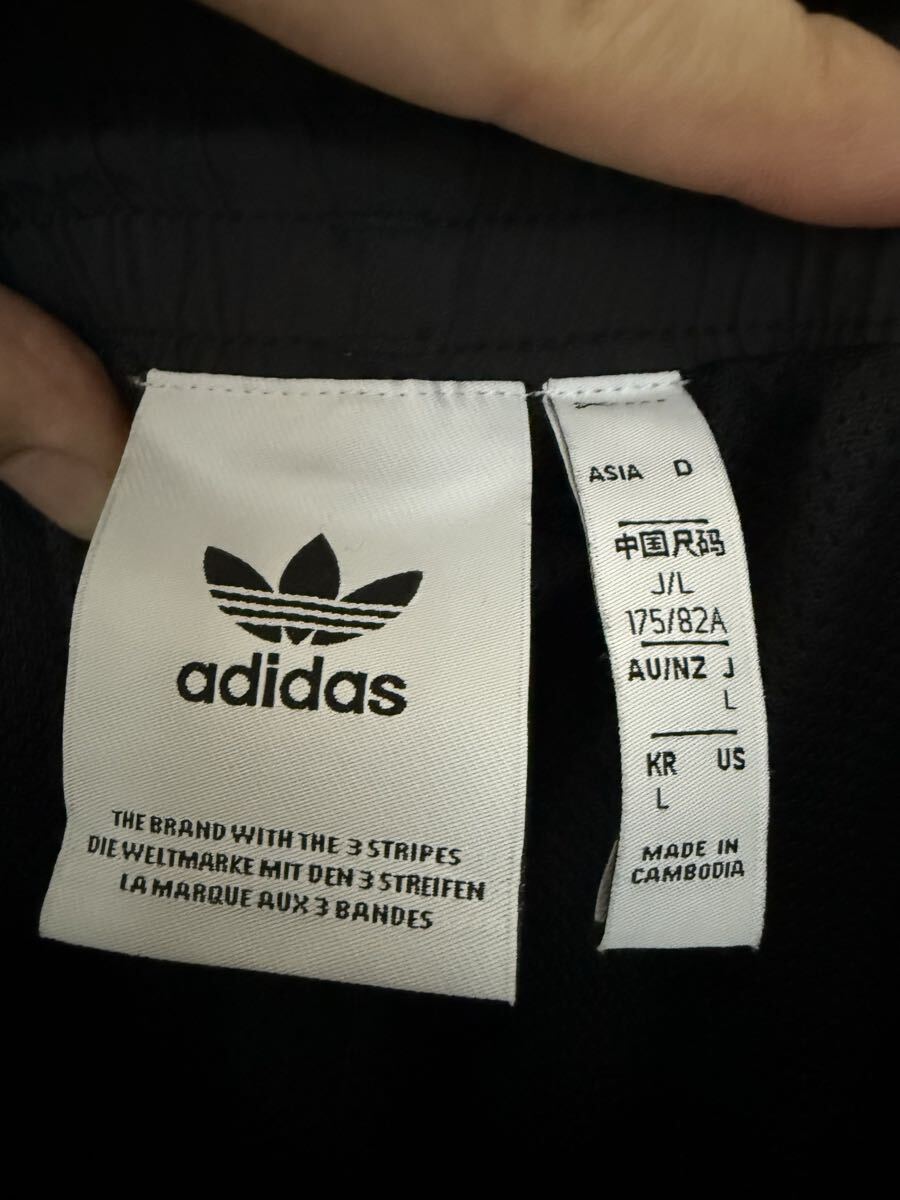 adidas
THE BRAND WITH THE 3 STRIPES
DIE WELTMARKE MIT DEN 3 STREIFEN
LA MARQUE AUX 3 BANDES
ASIA D
中国尺码
J/L
175/82A
AU/NZ J
L
KR US
L
MADE IN
CAMBODIA